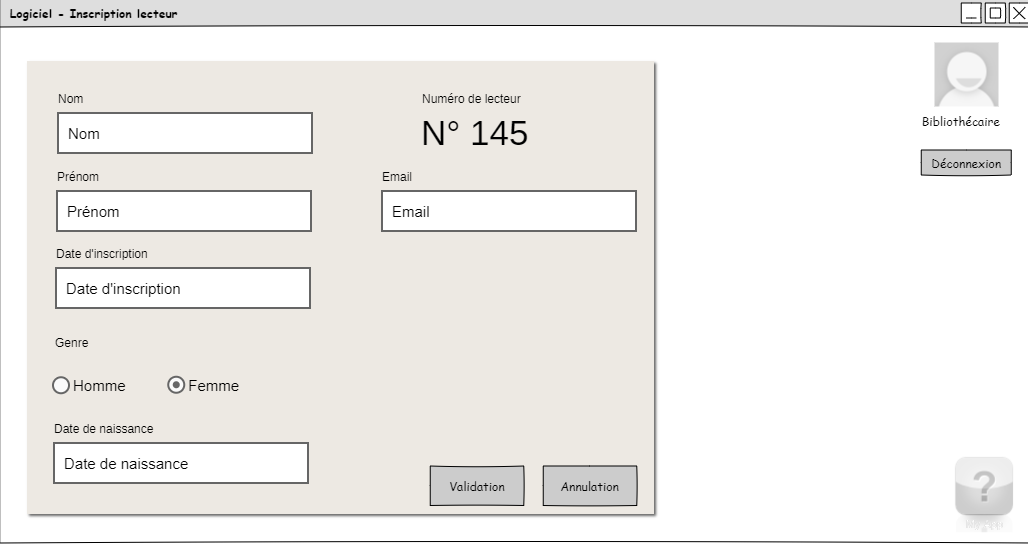 Logiciel - Inscription lecteur
Bibliothécaire
Déconnexion
Nom
Nom
Numéro de lecteur
N° 145
Prénom
Prénom
Email
Email
Date d'inscription
Date d'inscription
Genre
Homme
Femme
Date de naissance
Date de naissance
Validation
Annulation
?